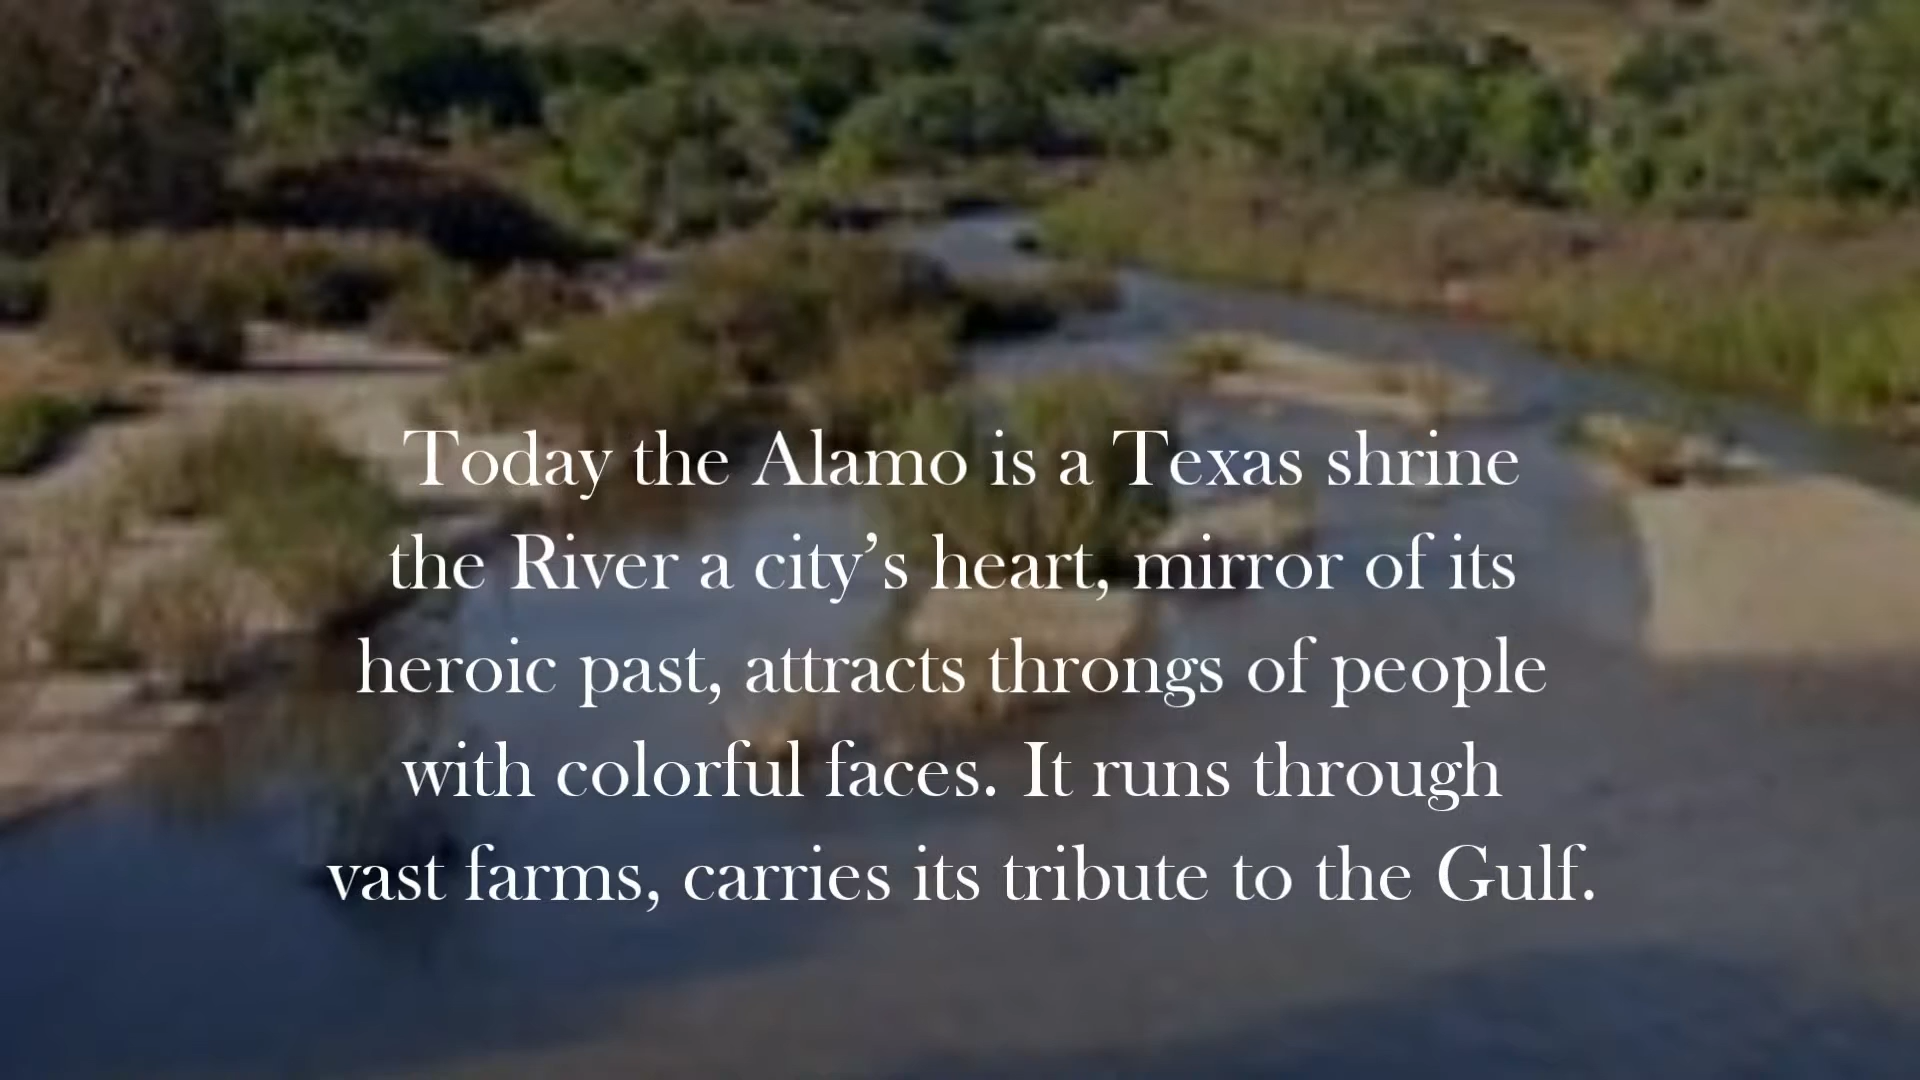 Today the Alamo is a Texas shrine
the River a city’s heart, mirror of its
heroic past, attracts throngs of people
with colorful faces. It runs through
vast farms, carries its tribute to the Gulf.